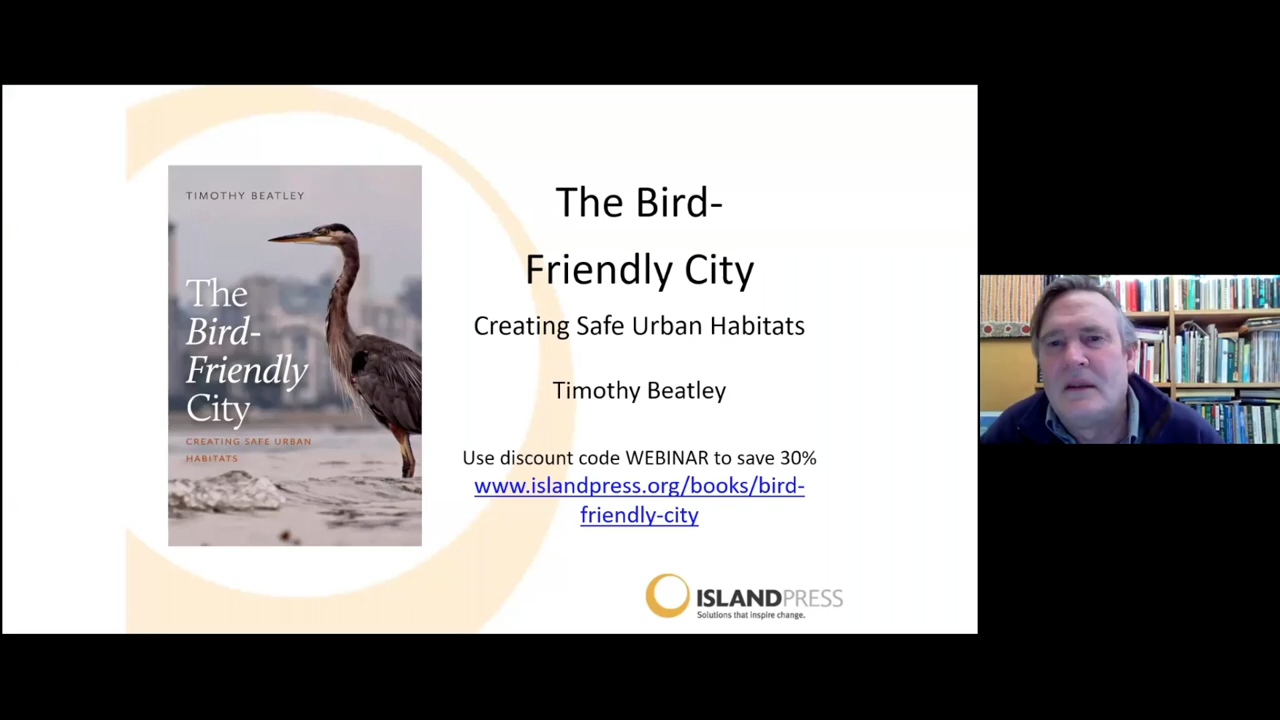 TIMOTHY BEATLEY
The
Bird-
Friendly
City
CREATING SAFE URBAN
HABITATS
The Bird-
Friendly City
Creating Safe Urban Habitats
Timothy Beatley
Use discount code WEBINAR to save 30%
www.islandpress.org/books/bird-
friendly-city
ISLANDPRESS
Solutions that inspire change.